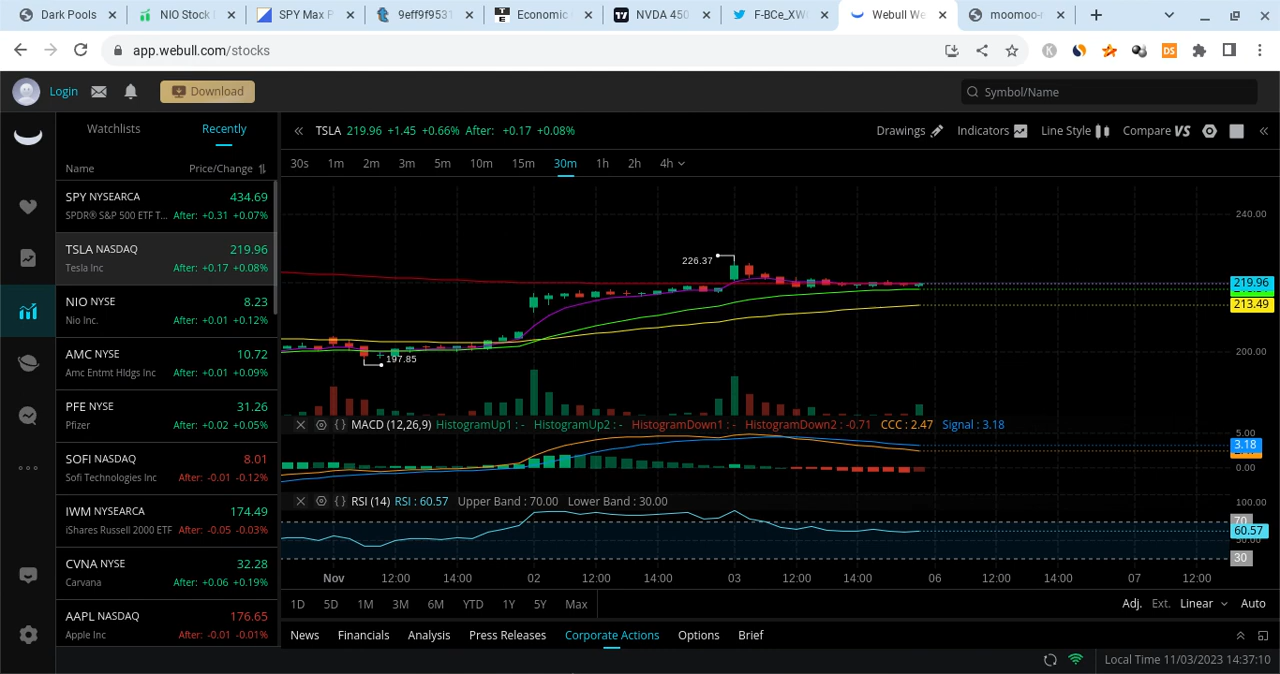 Dark Pools
NIO Stock
SPY Max P
9eff9f9531
Economic
NVDA 450
F-BCe_XW
Webull We
moomoo-
app.webull.com/stocks
Login
Download
Symbol/Name
Watchlists
Recently
Name
Price/Change
SPY NYSEARCA
434.69
SPDR® S&P 500 ETF T...
After: +0.31 +0.07%
TSLA NASDAQ
219.96
Tesla Inc
After: +0.17 +0.08%
NIO NYSE
8.23
Nio Inc.
After: +0.01 +0.12%
AMC NYSE
10.72
Amc Entmt Hldgs Inc
After: +0.01 +0.09%
PFE NYSE
31.26
Pfizer
After: +0.02 +0.05%
SOFI NASDAQ
8.01
Sofi Technologies Inc
After: -0.01 -0.12%
IWM NYSEARCA
174.49
iShares Russell 2000 ETF
After: -0.05 -0.03%
CVNA NYSE
32.28
Carvana
After: +0.06 +0.19%
AAPL NASDAQ
176.65
Apple Inc
After: -0.01 -0.01%
TSLA 219.96 +1.45 +0.66% After: +0.17 +0.08%
Drawings
Indicators
Line Style
Compare VS
30s 1m 2m 3m 5m 10m 15m 30m 1h 2h 4h
240.00
226.37
219.96
213.49
200.00
197.85
MACD (12,26,9) HistogramUp1 : - HistogramUp2 : - HistogramDown1 : - HistogramDown2 : -0.71 CCC : 2.47 Signal : 3.18
5.00
3.18
0.00
RSI (14) RSI : 60.57 Upper Band : 70.00 Lower Band : 30.00
100.00
70
60.57
50.00
30
Nov 12:00 14:00 02 12:00 14:00 03 12:00 14:00 06 12:00 14:00 07 12:00
1D 5D 1M 3M 6M YTD 1Y 5Y Max
Adj. Ext. Linear Auto
News Financials Analysis Press Releases Corporate Actions Options Brief
Local Time 11/03/2023 14:37:10